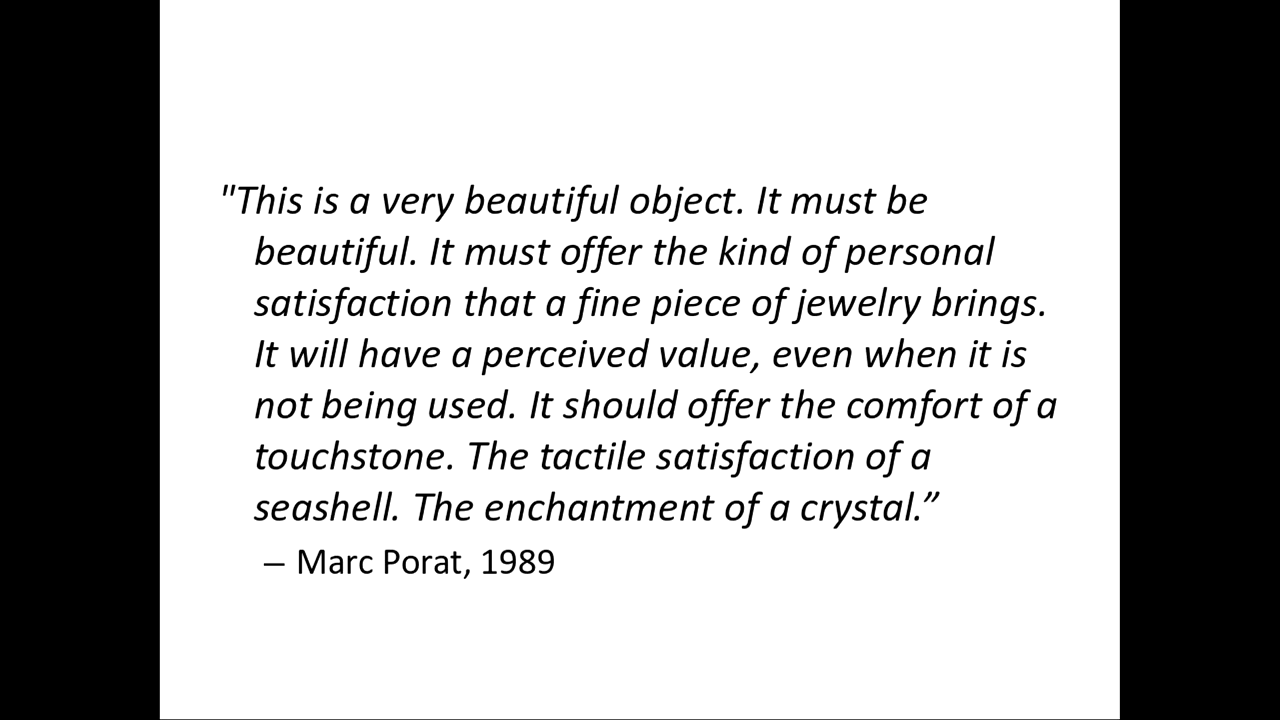 "This is a very beautiful object. It must be
beautiful. It must offer the kind of personal
satisfaction that a fine piece of jewelry brings.
It will have a perceived value, even when it is
not being used. It should offer the comfort of a
touchstone. The tactile satisfaction of a
seashell. The enchantment of a crystal.”
– Marc Porat, 1989